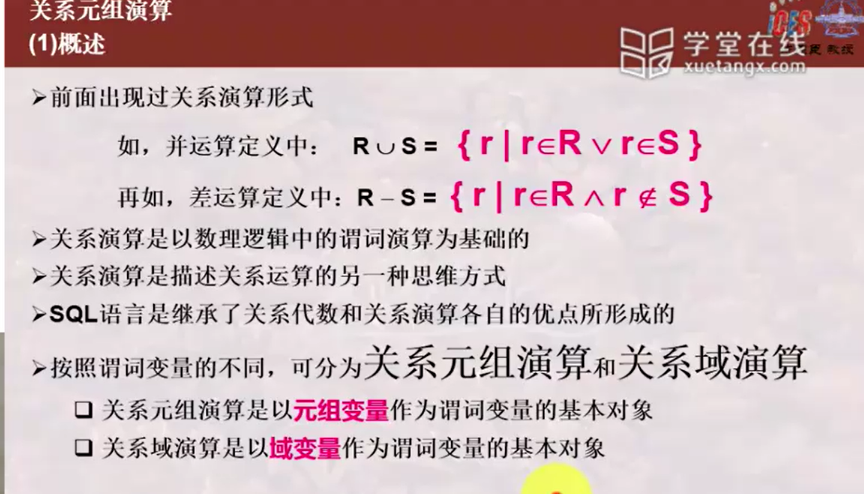 关系元组演算
(1)概述
学堂在线
xuetangx.com
教授
➢前面出现过关系演算形式
如，并运算定义中： R ∪ S = { r | r∈R ∨ r∈S }
再如，差运算定义中：R – S = { r | r∈R ∧ r ∉ S }
➢关系演算是以数理逻辑中的谓词演算为基础的
➢关系演算是描述关系运算的另一种思维方式
➢SQL语言是继承了关系代数和关系演算各自的优点所形成的
➢按照谓词变量的不同，可分为关系元组演算和关系域演算
❑ 关系元组演算是以元组变量作为谓词变量的基本对象
❑ 关系域演算是以域变量作为谓词变量的基本对象